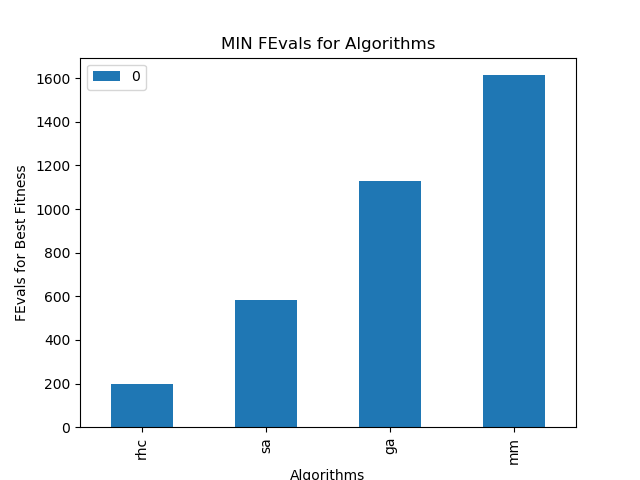 MIN FEvals for Algorithms
0
1600
1400
1200
1000
800
600
400
200
0
FEvals for Best Fitness
rhc
sa
ga
mm
Algorithms